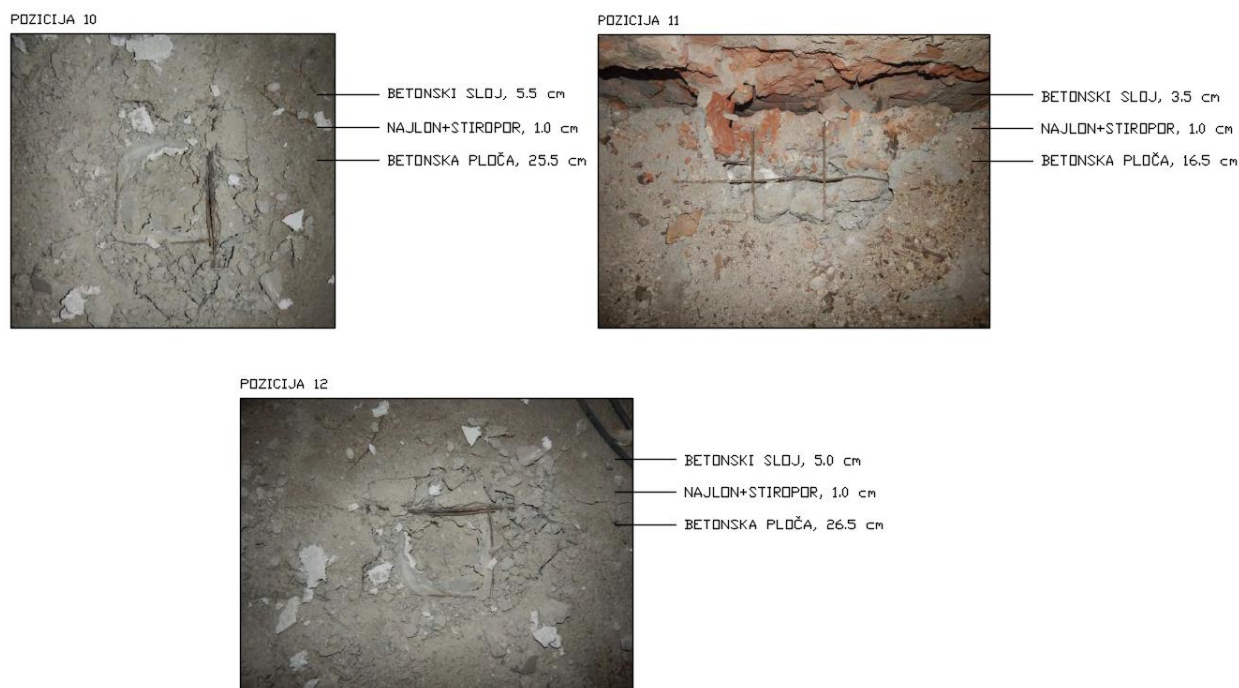 POZICIJA 10
BETONSKI SLOJ, 5.5 cm
NAJLON+STIROPOR, 1.0 cm
BETONSKA PLOČA, 25.5 cm
POZICIJA 11
BETONSKI SLOJ, 3.5 cm
NAJLON+STIROPOR, 1.0 cm
BETONSKA PLOČA, 16.5 cm
POZICIJA 12
BETONSKI SLOJ, 5.0 cm
NAJLON+STIROPOR, 1.0 cm
BETONSKA PLOČA, 26.5 cm